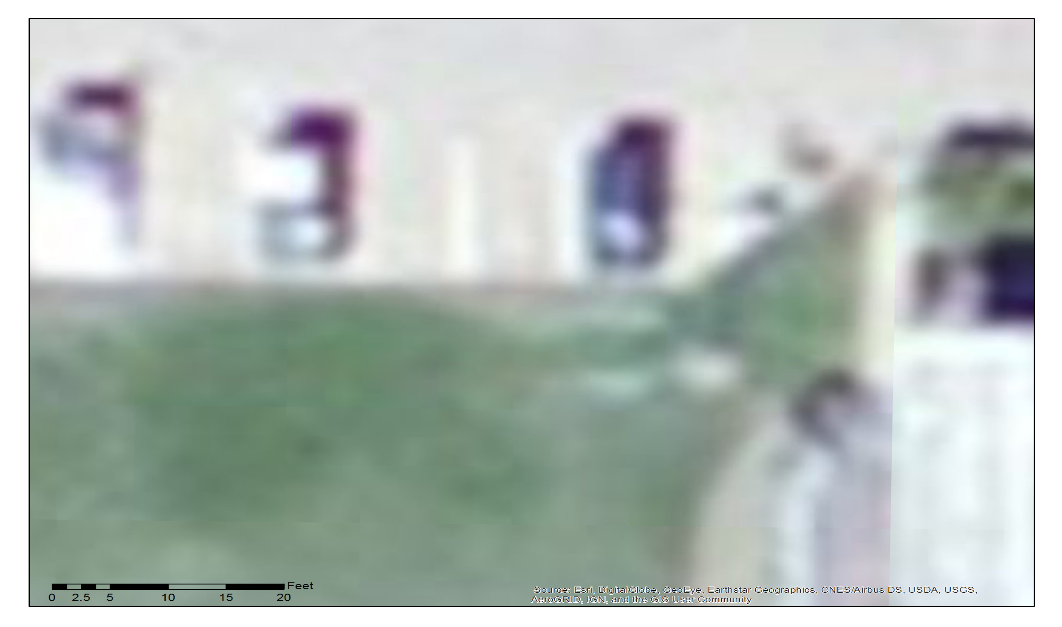 Feet
0 2.5 5 10 15 20
Source: Esri, DigitalGlobe, GeoEye, Earthstar Geographics, CNES/Airbus DS, USDA, USGS,
AeroGRID, IGN, and the GIS User Community